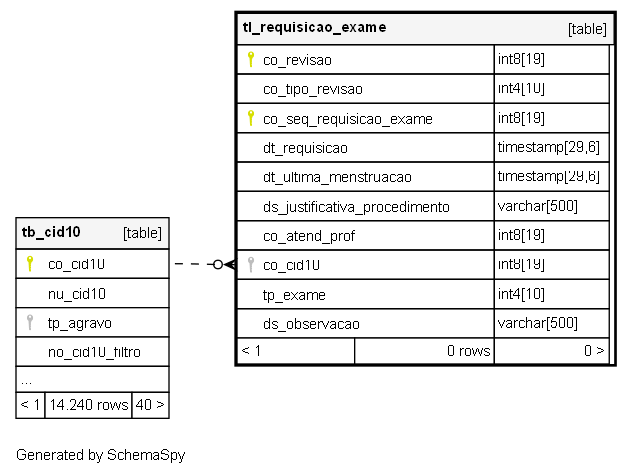 tl_requisicao_exame [table]
co_revisao int8[19]
co_tipo_revisao int4[10]
co_seq_requisicao_exame int8[19]
dt_requisicao timestamp[29,6]
dt_ultima_menstruacao timestamp[29,6]
ds_justificativa_procedimento varchar[500]
co_atend_prof int8[19]
co_cid10 int8[19]
tp_exame int4[10]
ds_observacao varchar[500]
< 1 0 rows 0 >
tb_cid10 [table]
co_cid10
nu_cid10
tp_agravo
no_cid10_filtro
...
< 1 14.240 rows 40 >
Generated by SchemaSpy